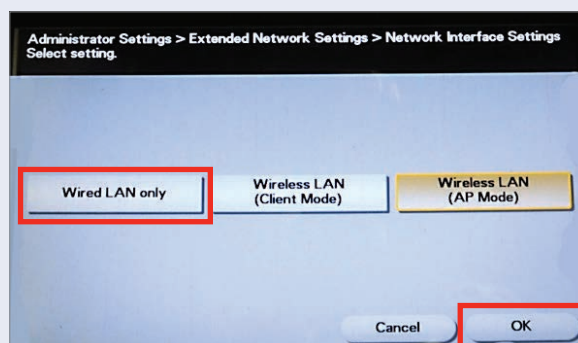 Administrator Settings > Extended Network Settings > Network Interface Settings
Select setting.
Wired LAN only
Wireless LAN
(Client Mode)
Wireless LAN
(AP Mode)
Cancel
OK